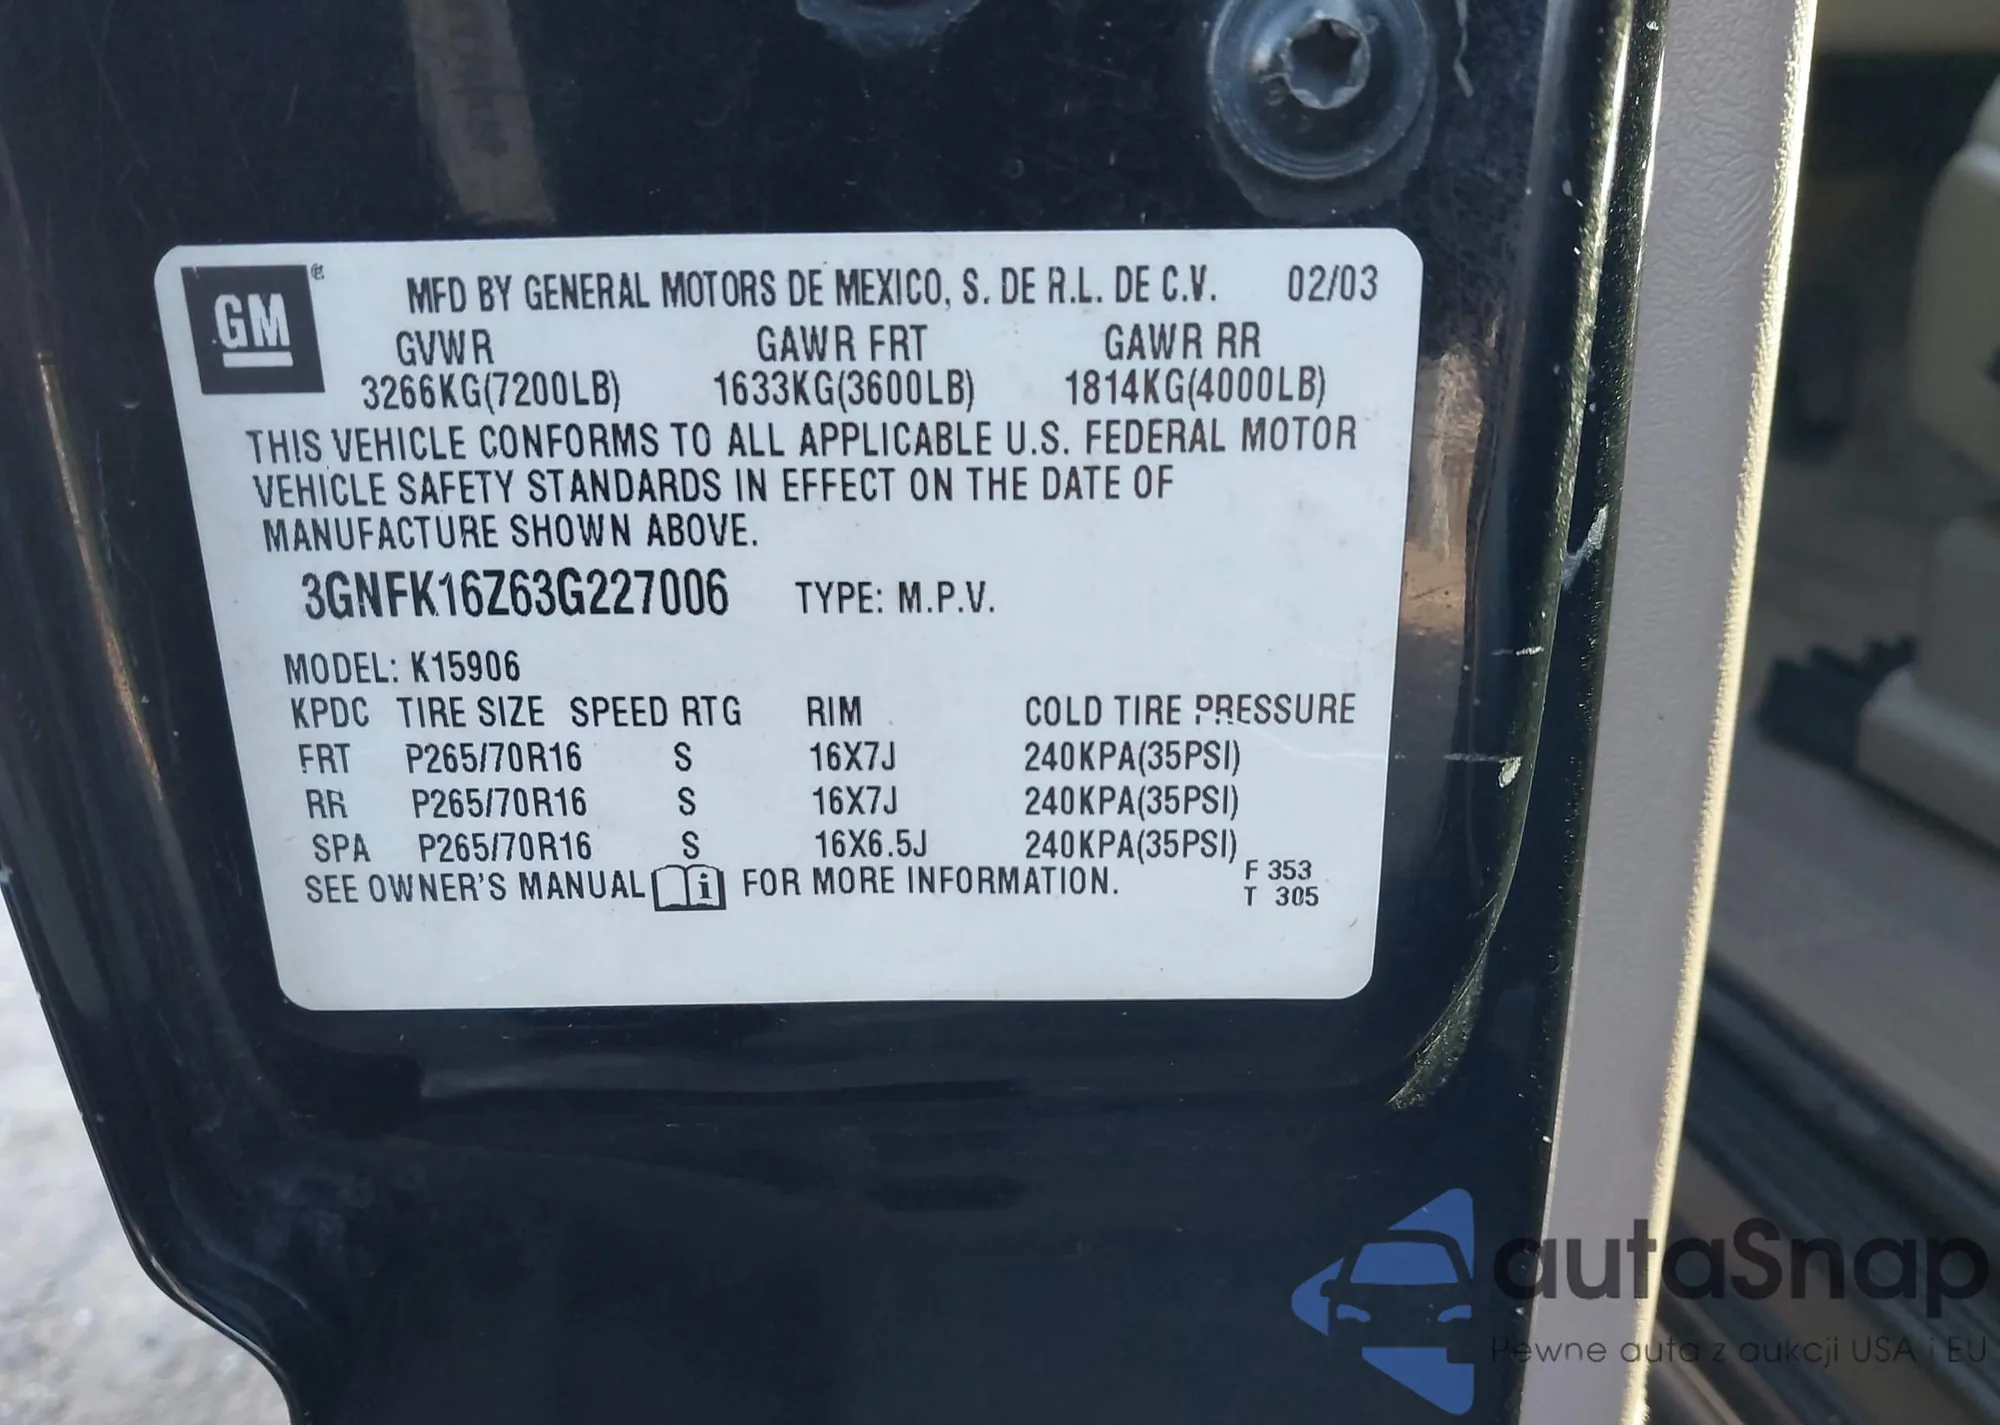 GM
MFD BY GENERAL MOTORS DE MEXICO, S. DE R.L. DE C.V. 02/03
GVWR GAWR FRT GAWR RR
3266KG(7200LB) 1633KG(3600LB) 1814KG(4000LB)
THIS VEHICLE CONFORMS TO ALL APPLICABLE U.S. FEDERAL MOTOR
VEHICLE SAFETY STANDARDS IN EFFECT ON THE DATE OF
MANUFACTURE SHOWN ABOVE.
3GNFK16Z63G227006 TYPE: M.P.V.
MODEL: K15906
KPDC TIRE SIZE SPEED RTG RIM COLD TIRE PRESSURE
FRT P265/70R16 S 16X7J 240KPA(35PSI)
RR P265/70R16 S 16X7J 240KPA(35PSI)
SPA P265/70R16 S 16X6.5J 240KPA(35PSI)
SEE OWNER'S MANUAL i FOR MORE INFORMATION.
F 353
T 305
autaSnap
Pewne auta z aukcji USA i EU